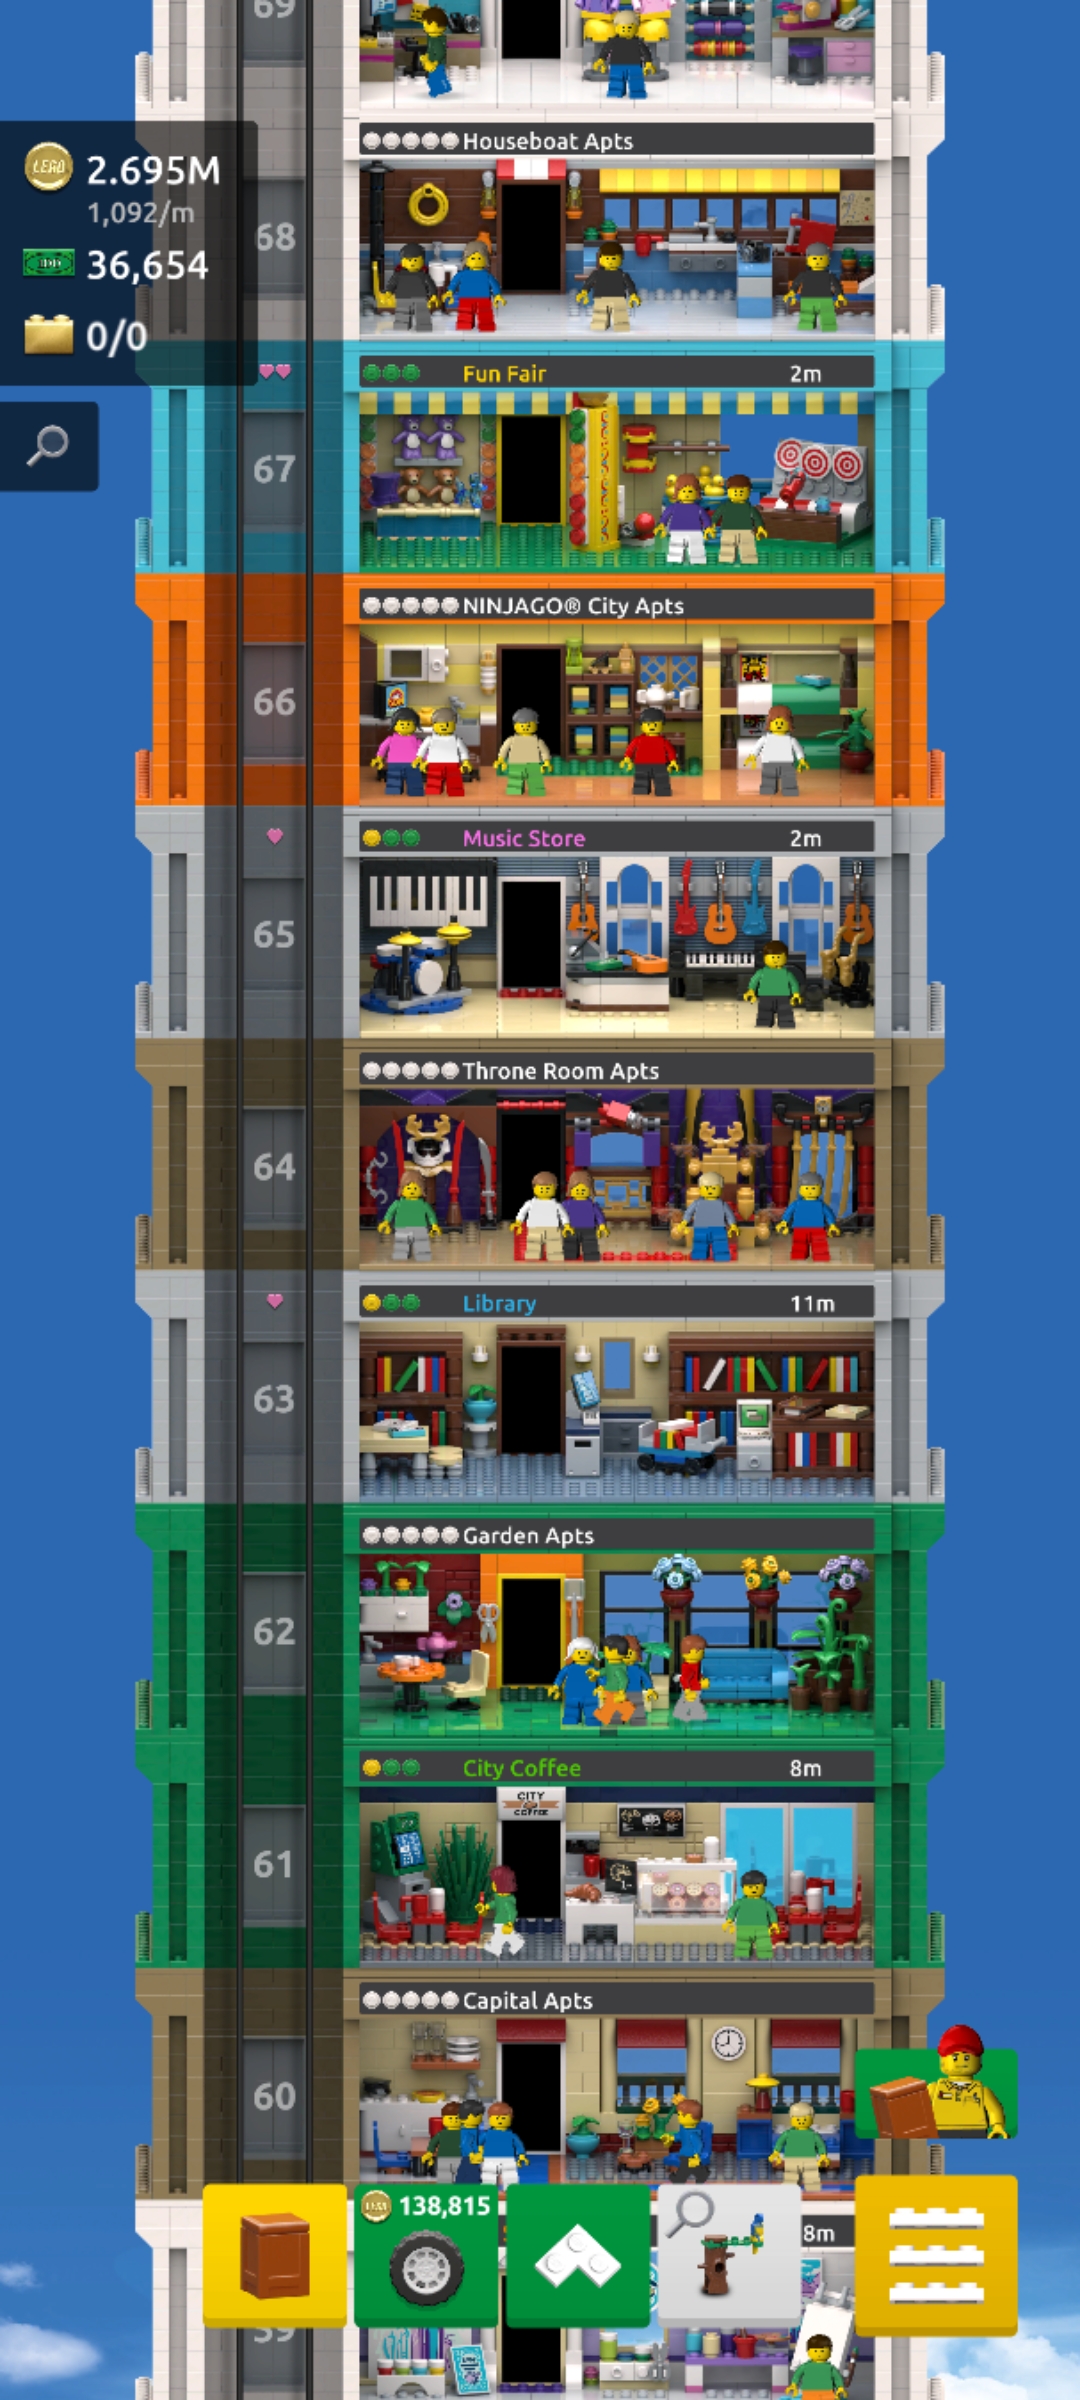 69
Houseboat Apts
LEGO
2.695M
1,092/m
36,654
0/0
68
Fun Fair 2m
67
NINJAGO® City Apts
66
Music Store 2m
65
Throne Room Apts
64
Library 11m
63
Garden Apts
62
City Coffee 8m
CITY
COFFEE
61
Capital Apts
60
138,815
8m
59